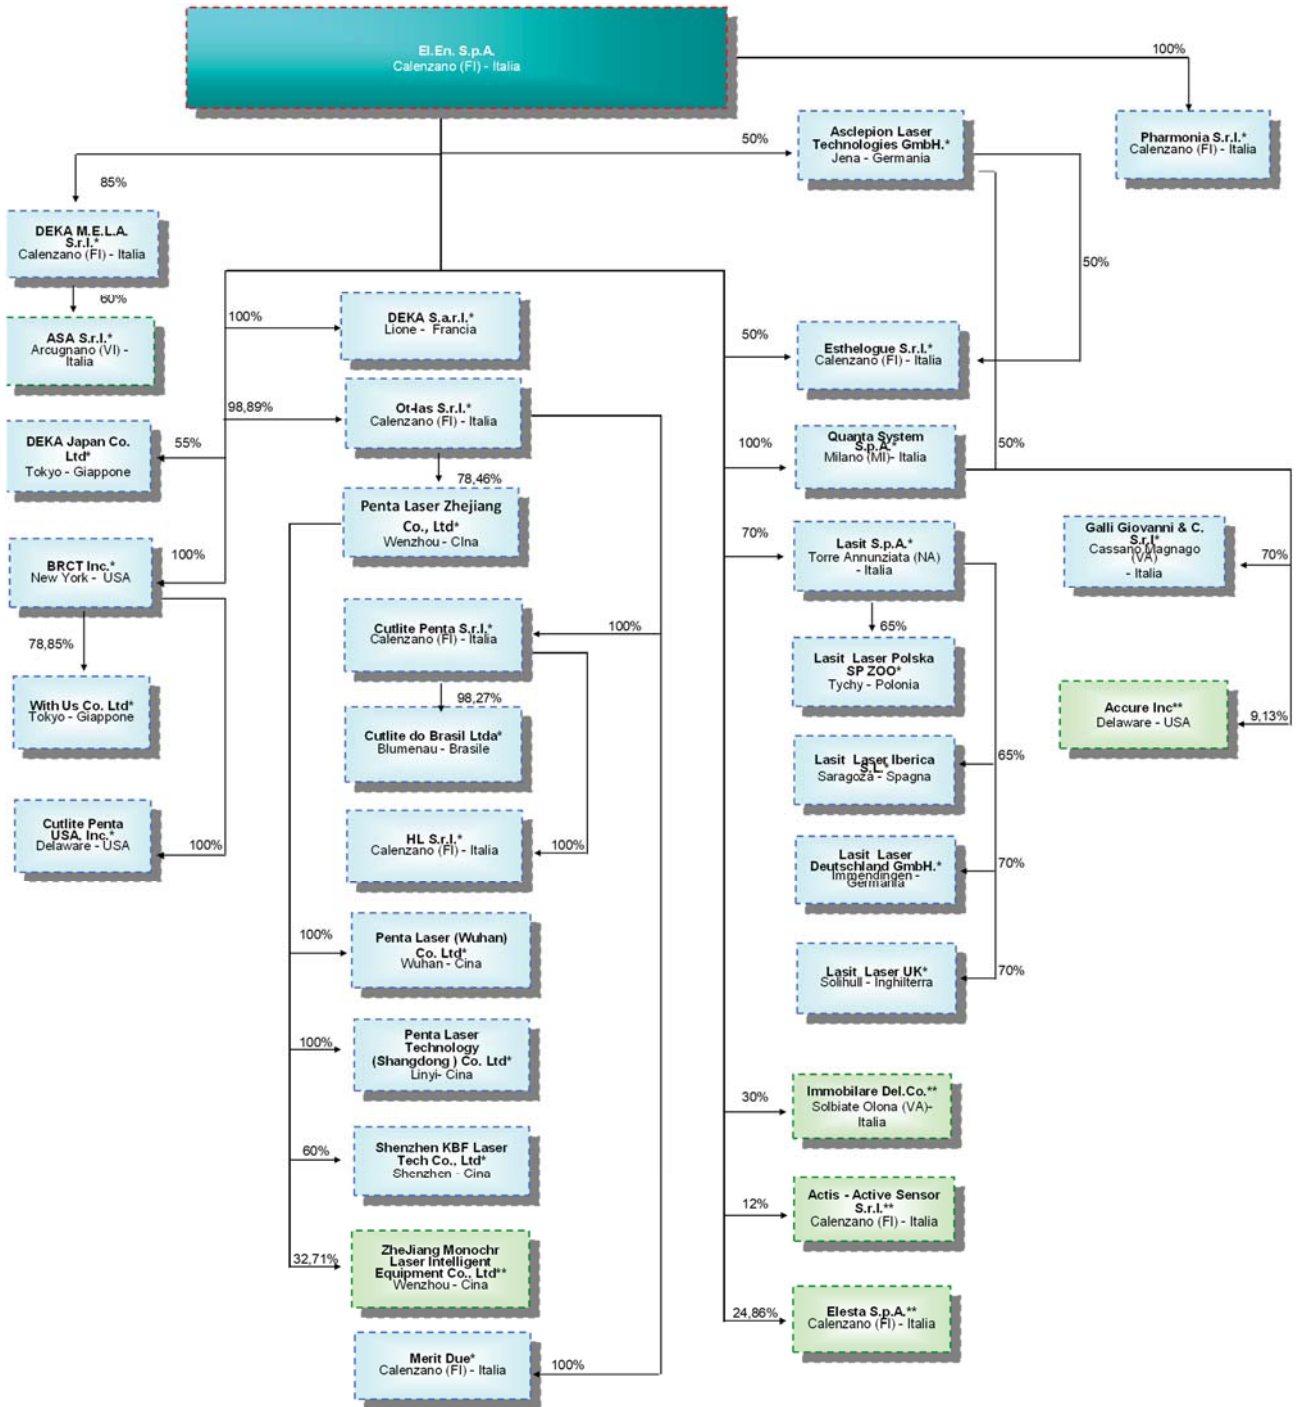 El.En. S.p.A.
Calenzano (FI) - Italia
100%
Asclepion Laser
Technologies GmbH.*
Jena - Germania
50%
Pharmonia S.r.l.*
Calenzano (FI) - Italia
85%
DEKA M.E.L.A.
S.r.l.*
Calenzano (FI) - Italia
60%
ASA S.r.l.*
Arcugnano (VI) -
Italia
50%
100%
DEKA S.a.r.l.*
Lione - Francia
50%
Esthelogue S.r.l.*
Calenzano (FI) - Italia
98,89%
Ot-las S.r.l.*
Calenzano (FI) - Italia
DEKA Japan Co.
Ltd*
Tokyo - Giappone
55%
100%
Quanta System
S.p.A.*
Milano (MI)- Italia
50%
78,46%
Penta Laser Zhejiang
Co., Ltd*
Wenzhou - CIna
70%
Lasit S.p.A.*
Torre Annunziata (NA)
- Italia
Galli Giovanni & C.
S.r.l*
Cassano Magnago
(VA)
- Italia
70%
BRCT Inc.*
New York - USA
100%
Cutlite Penta S.r.l.*
Calenzano (FI) - Italia
100%
65%
78,85%
Lasit Laser Polska
SP ZOO*
Tychy - Polonia
With Us Co. Ltd*
Tokyo - Giappone
98,27%
Cutlite do Brasil Ltda*
Blumenau - Brasile
Accure Inc**
Delaware - USA
9,13%
Lasit Laser Iberica
S.L.*
Saragoza - Spagna
65%
Cutlite Penta
USA, Inc.*
Delaware - USA
100%
HL S.r.l.*
Calenzano (FI) - Italia
100%
Lasit Laser
Deutschland GmbH.*
Immendingen -
Germania
70%
100%
Penta Laser (Wuhan)
Co. Ltd*
Wuhan - Cina
Lasit Laser UK*
Solihull - Inghilterra
70%
100%
Penta Laser
Technology
(Shangdong ) Co. Ltd*
Linyi- Cina
30%
Immobilare Del.Co.**
Solbiate Olona (VA)-
Italia
60%
Shenzhen KBF Laser
Tech Co., Ltd*
Shenzhen - Cina
12%
Actis - Active Sensor
S.r.l.**
Calenzano (FI) - Italia
32,71%
ZheJiang Monochr
Laser Intelligent
Equipment Co., Ltd**
Wenzhou - Cina
24,86%
Elesta S.p.A.**
Calenzano (FI) - Italia
Merit Due*
Calenzano (FI) - Italia
100%